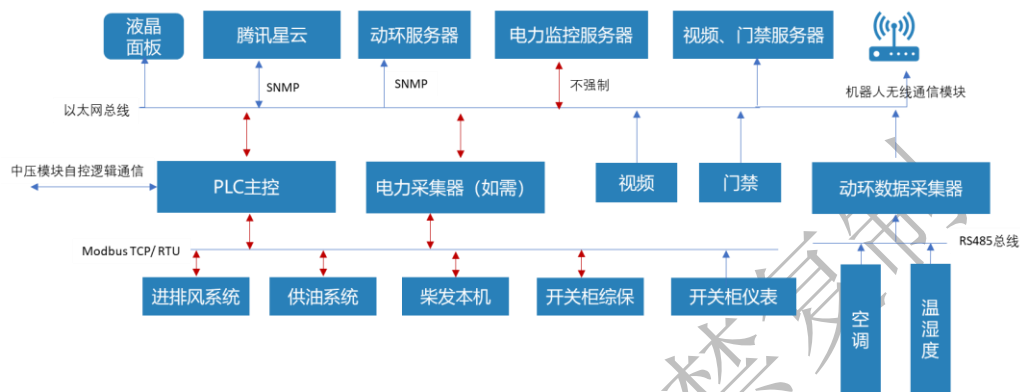 液晶
面板
腾讯星云
动环服务器
电力监控服务器
视频、门禁服务器
SNMP
SNMP
不强制
机器人无线通信模块
以太网总线
中压模块自控逻辑通信
PLC主控
电力采集器（如需）
视频
门禁
动环数据采集器
Modbus TCP/ RTU
RS485总线
进排风系统
供油系统
柴发本机
开关柜综保
开关柜仪表
空调
温湿度
禁复制